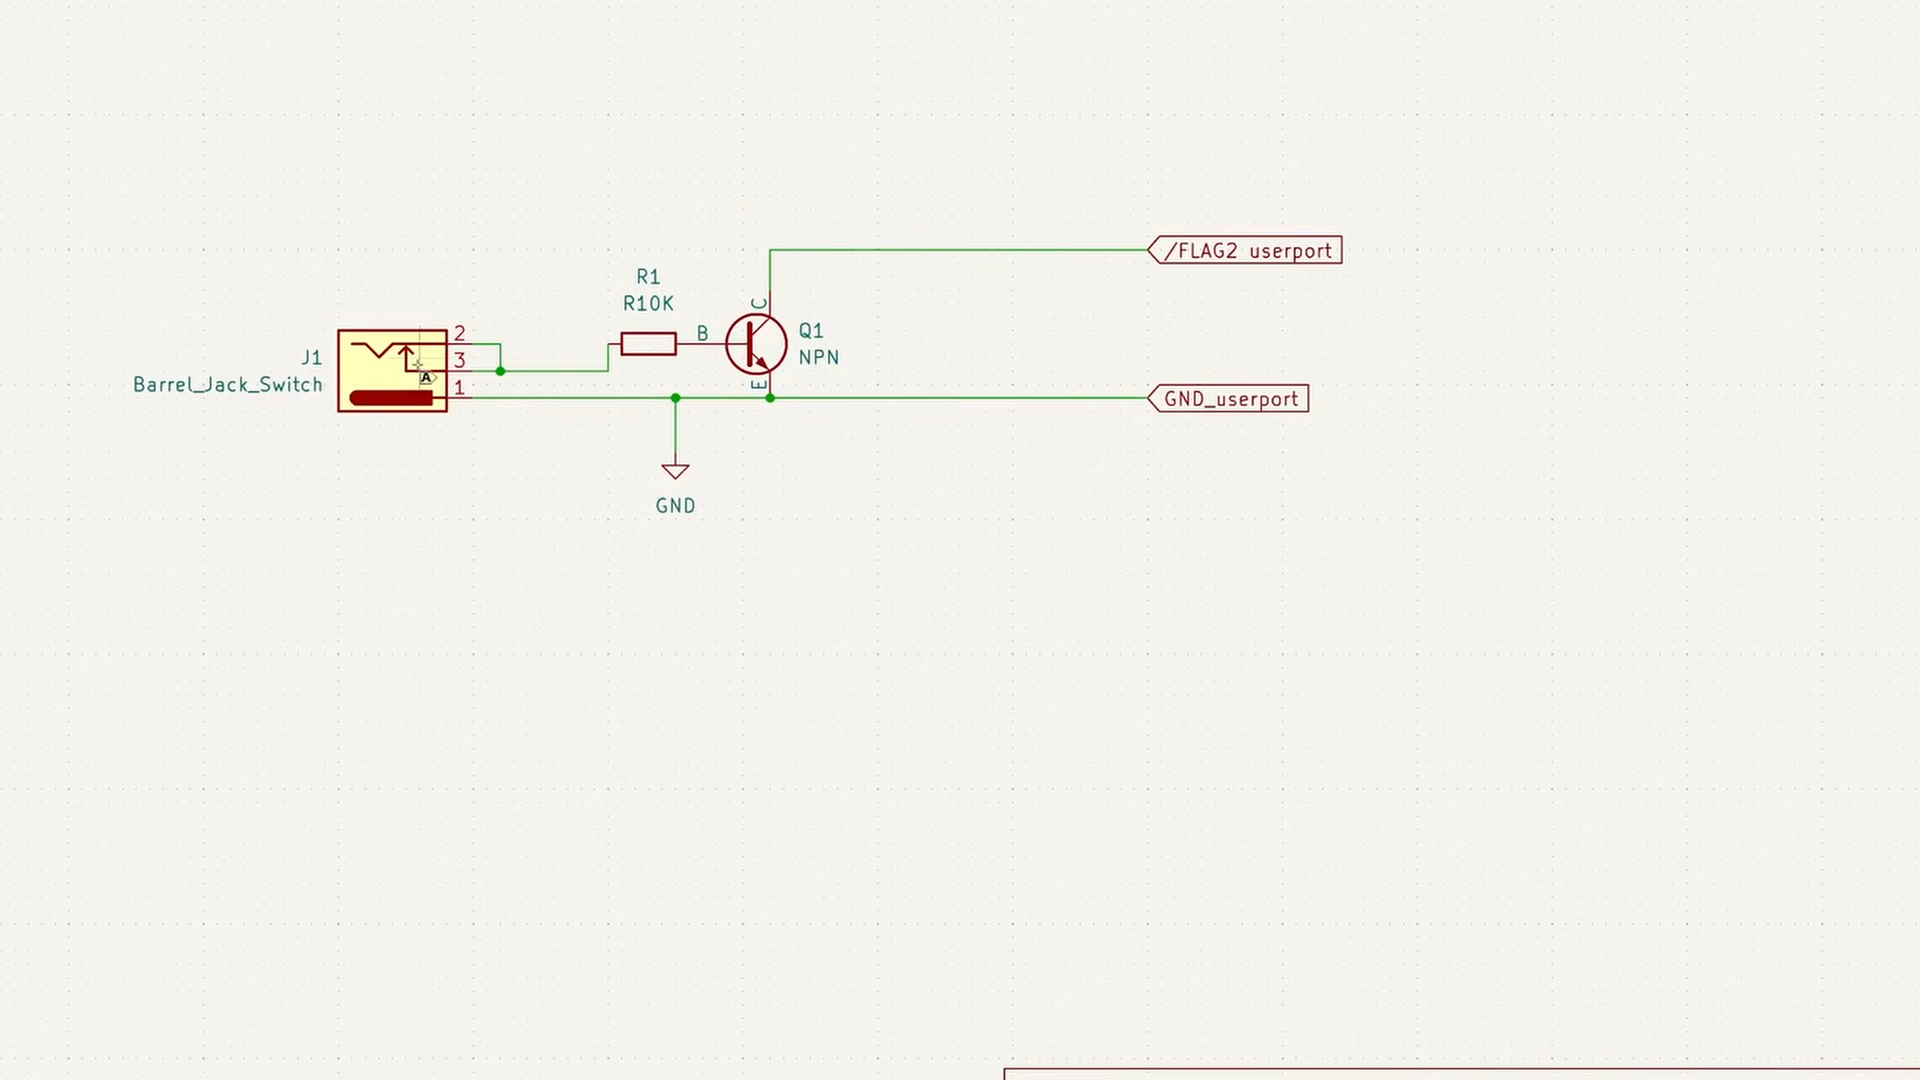 /FLAG2 userport
R1
R10K
C
B
Q1
NPN
E
2
3
1
J1
Barrel_Jack_Switch
A
GND_userport
GND